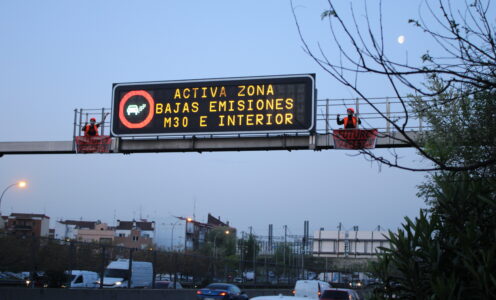 ACTIVA ZONA
BAJAS EMISIONES
M30 E INTERIOR